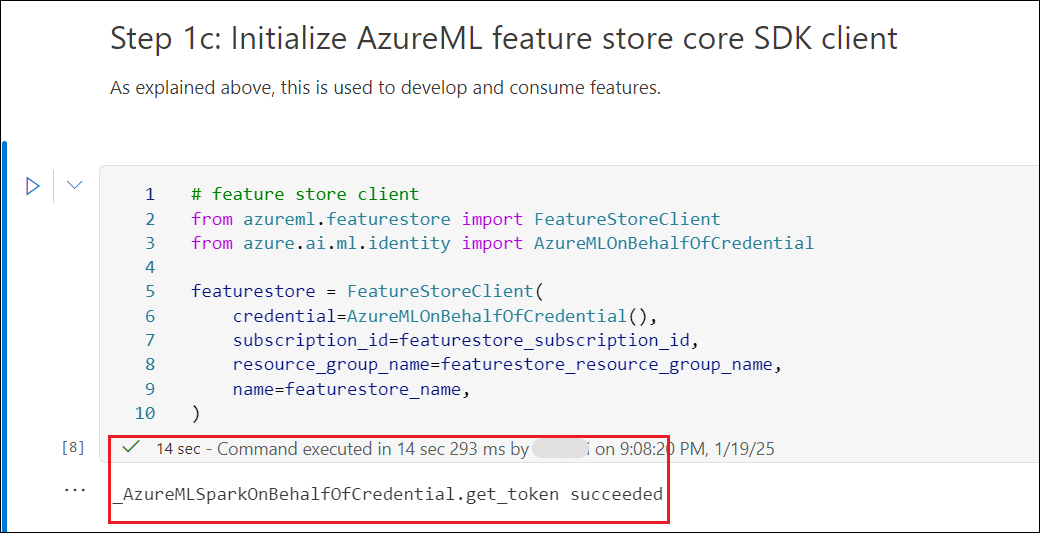 Step 1c: Initialize AzureML feature store core SDK client
As explained above, this is used to develop and consume features.
1 # feature store client
2 from azureml.featurestore import FeatureStoreClient
3 from azure.ai.ml.identity import AzureMLOnBehalfOfCredential
4
5 featurestore = FeatureStoreClient(
6     credential=AzureMLOnBehalfOfCredential(),
7     subscription_id=featurestore_subscription_id,
8     resource_group_name=featurestore_resource_group_name,
9     name=featurestore_name,
10 )
[8] 14 sec - Command executed in 14 sec 293 ms by on 9:08:20 PM, 1/19/25
_AzureMLSparkOnBehalfOfCredential.get_token succeeded